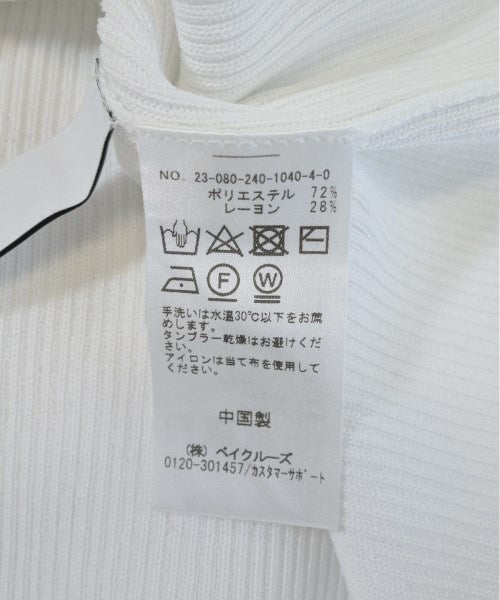 NO. 23-080-240-1040-4-0
ポリエステル 72%
レーヨン 28%
F W
手洗いは水温30℃以下をお薦
めします。
タンブラー乾燥はお避けくだ
さい。
アイロンは当て布を使用して
ください。
中国製
(株) ベイクルーズ
0120-301457/カスタマーサポート